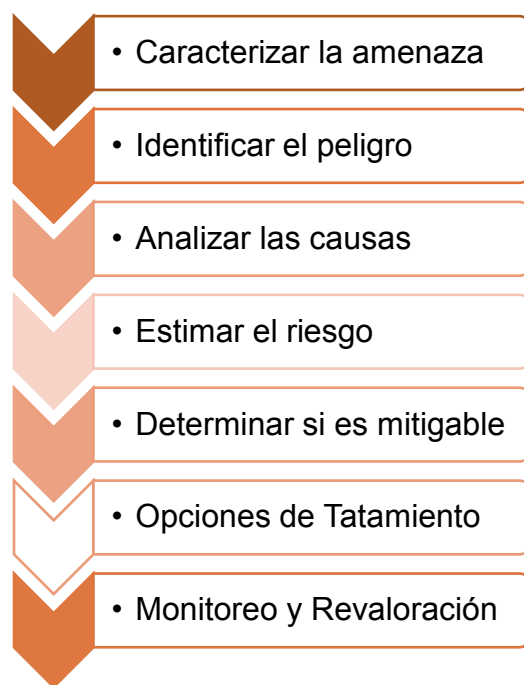 • Caracterizar la amenaza
• Identificar el peligro
• Analizar las causas
• Estimar el riesgo
• Determinar si es mitigable
• Opciones de Tatamiento
• Monitoreo y Revaloración